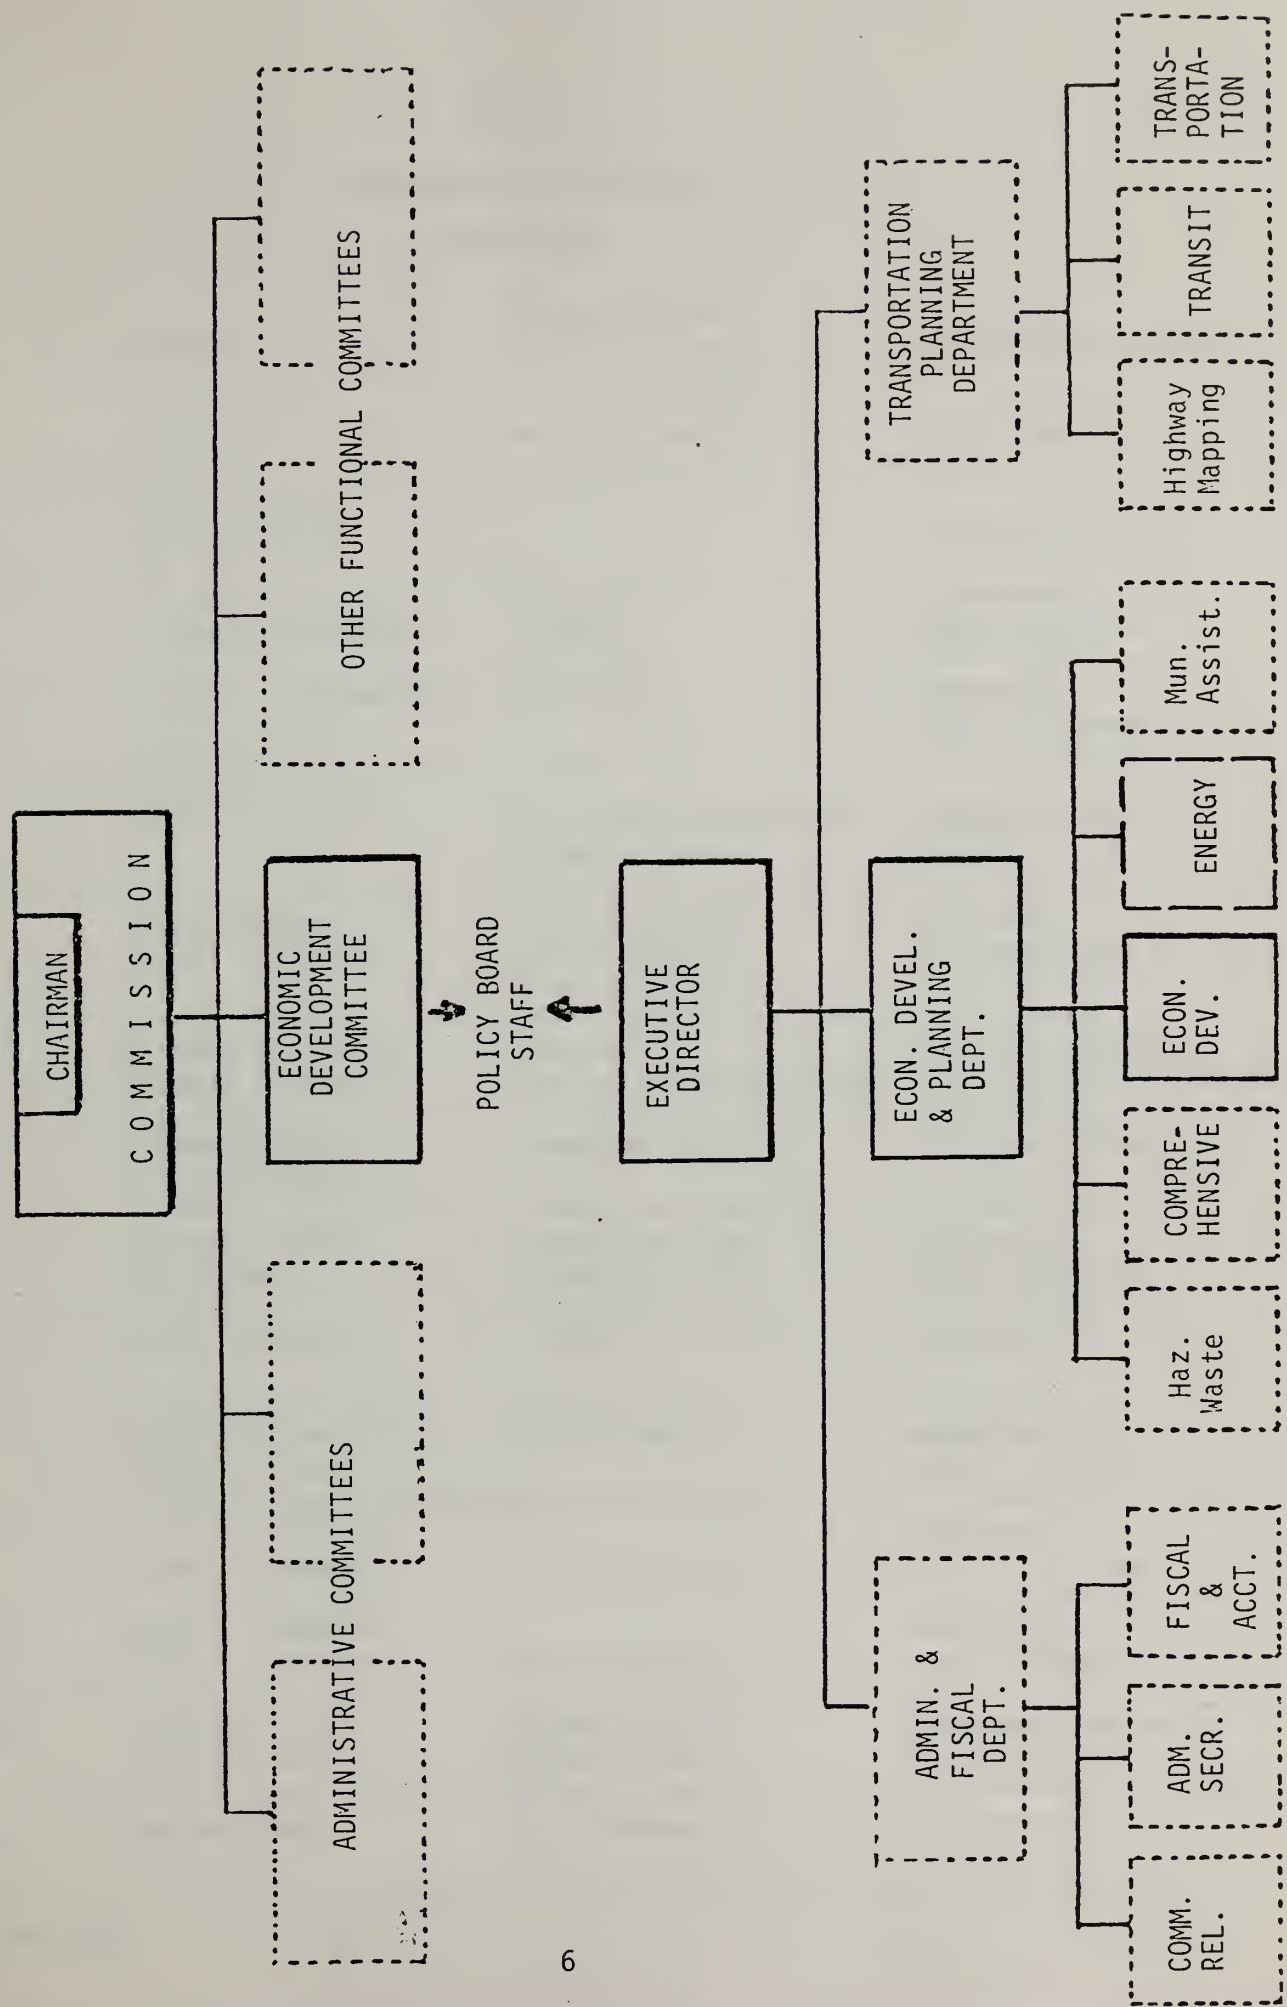 CHAIRMAN
C O M M I S S I O N
ADMINISTRATIVE COMMITTEES
ECONOMIC
DEVELOPMENT
COMMITTEE
OTHER FUNCTIONAL COMMITTEES
POLICY BOARD
STAFF
EXECUTIVE
DIRECTOR
ADMIN. &
FISCAL
DEPT.
ECON. DEVEL.
& PLANNING
DEPT.
TRANSPORTATION
PLANNING
DEPARTMENT
COMM.
REL.
ADM.
SECR.
FISCAL
&
ACCT.
Haz.
Waste
COMPRE-
HENSIVE
ECON.
DEV.
ENERGY
Mun.
Assist.
Highway
Mapping
TRANSIT
TRANS-
PORTA-
TION
6